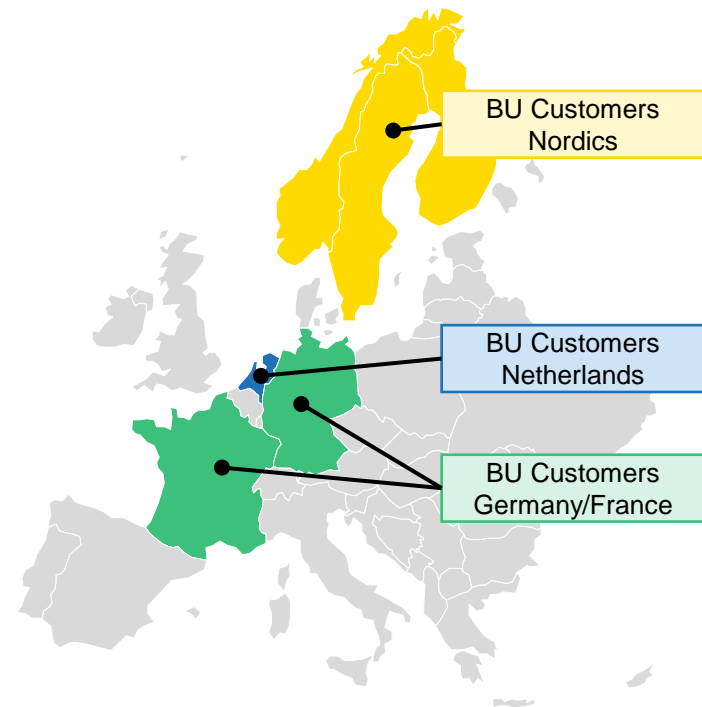 BU Customers
Nordics
BU Customers
Netherlands
BU Customers
Germany/France